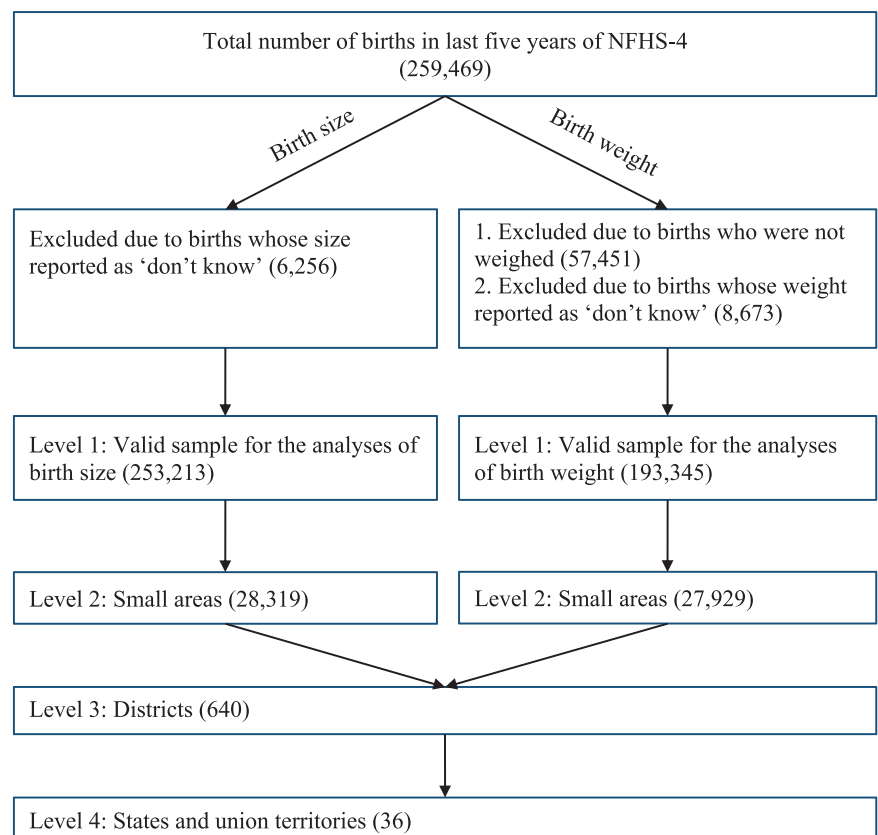 Total number of births in last five years of NFHS-4
(259,469)
Birth size
Birth weight
Excluded due to births whose size
reported as ‘don’t know’ (6,256)
1. Excluded due to births who were not
weighed (57,451)
2. Excluded due to births whose weight
reported as ‘don’t know’ (8,673)
Level 1: Valid sample for the analyses of
birth size (253,213)
Level 1: Valid sample for the analyses
of birth weight (193,345)
Level 2: Small areas (28,319)
Level 2: Small areas (27,929)
Level 3: Districts (640)
Level 4: States and union territories (36)